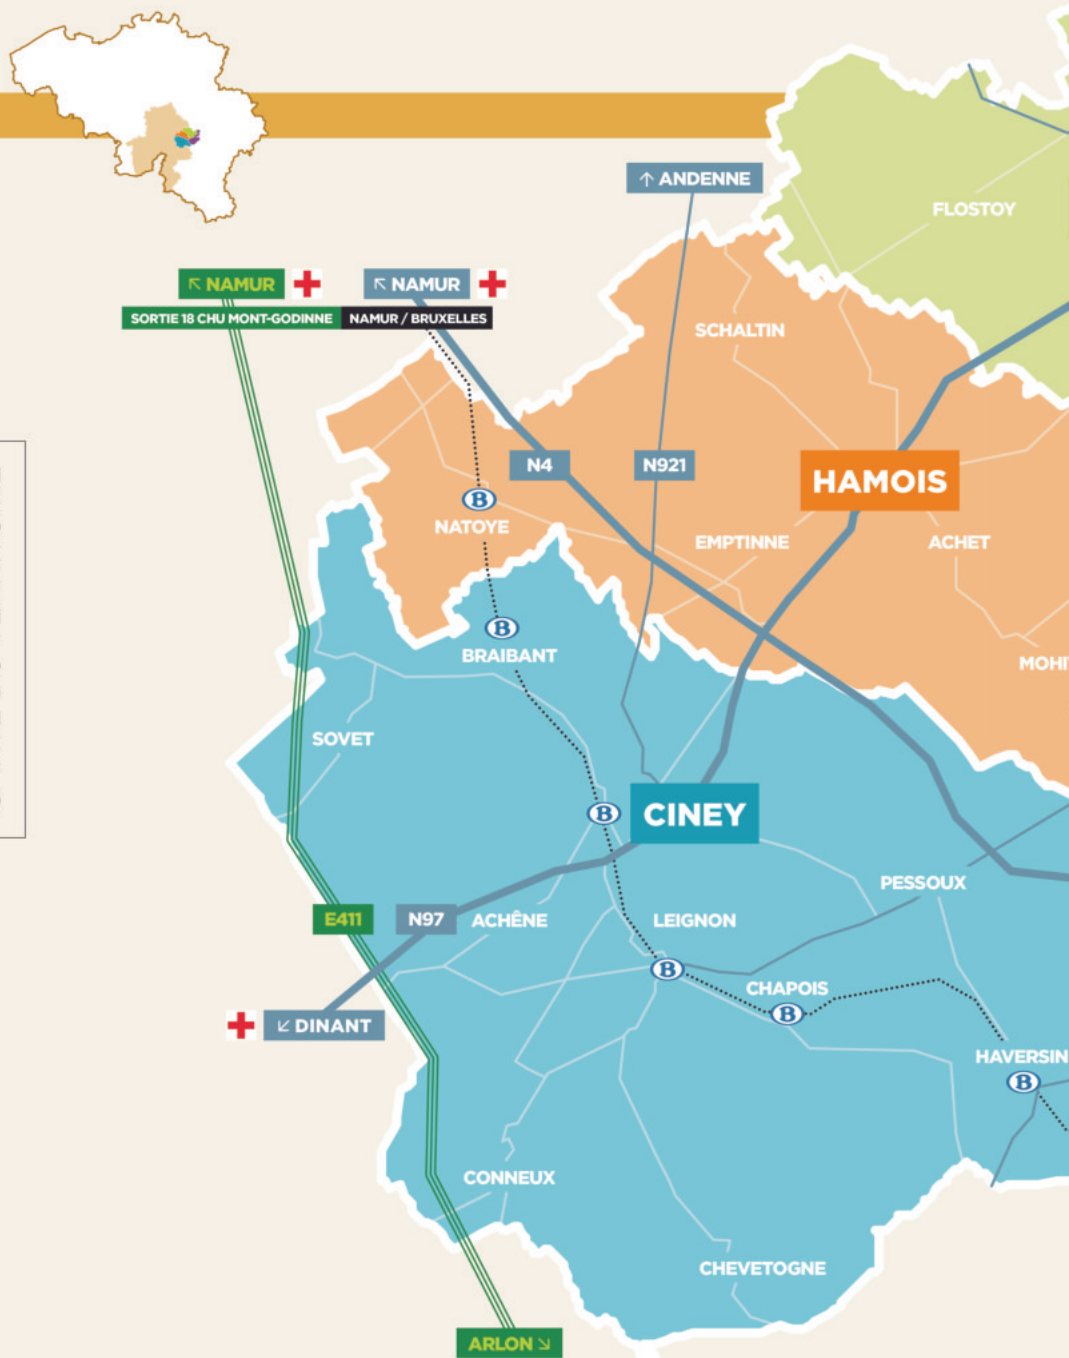 ↑ ANDENNE
FLOSTOY
↖ NAMUR
↖ NAMUR
SORTIE 18 CHU MONT-GODINNE
NAMUR / BRUXELLES
SCHALTIN
N4
N921
HAMOIS
B
NATOYE
EMPTINNE
ACHET
B
BRAIBANT
SOVET
B
CINEY
PESSOUX
E411
N97
ACHÊNE
LEIGNON
B
CHAPOIS
B
↙ DINANT
HAVERSIN
B
CONNEUX
CHEVETOGNE
ARLON ↘